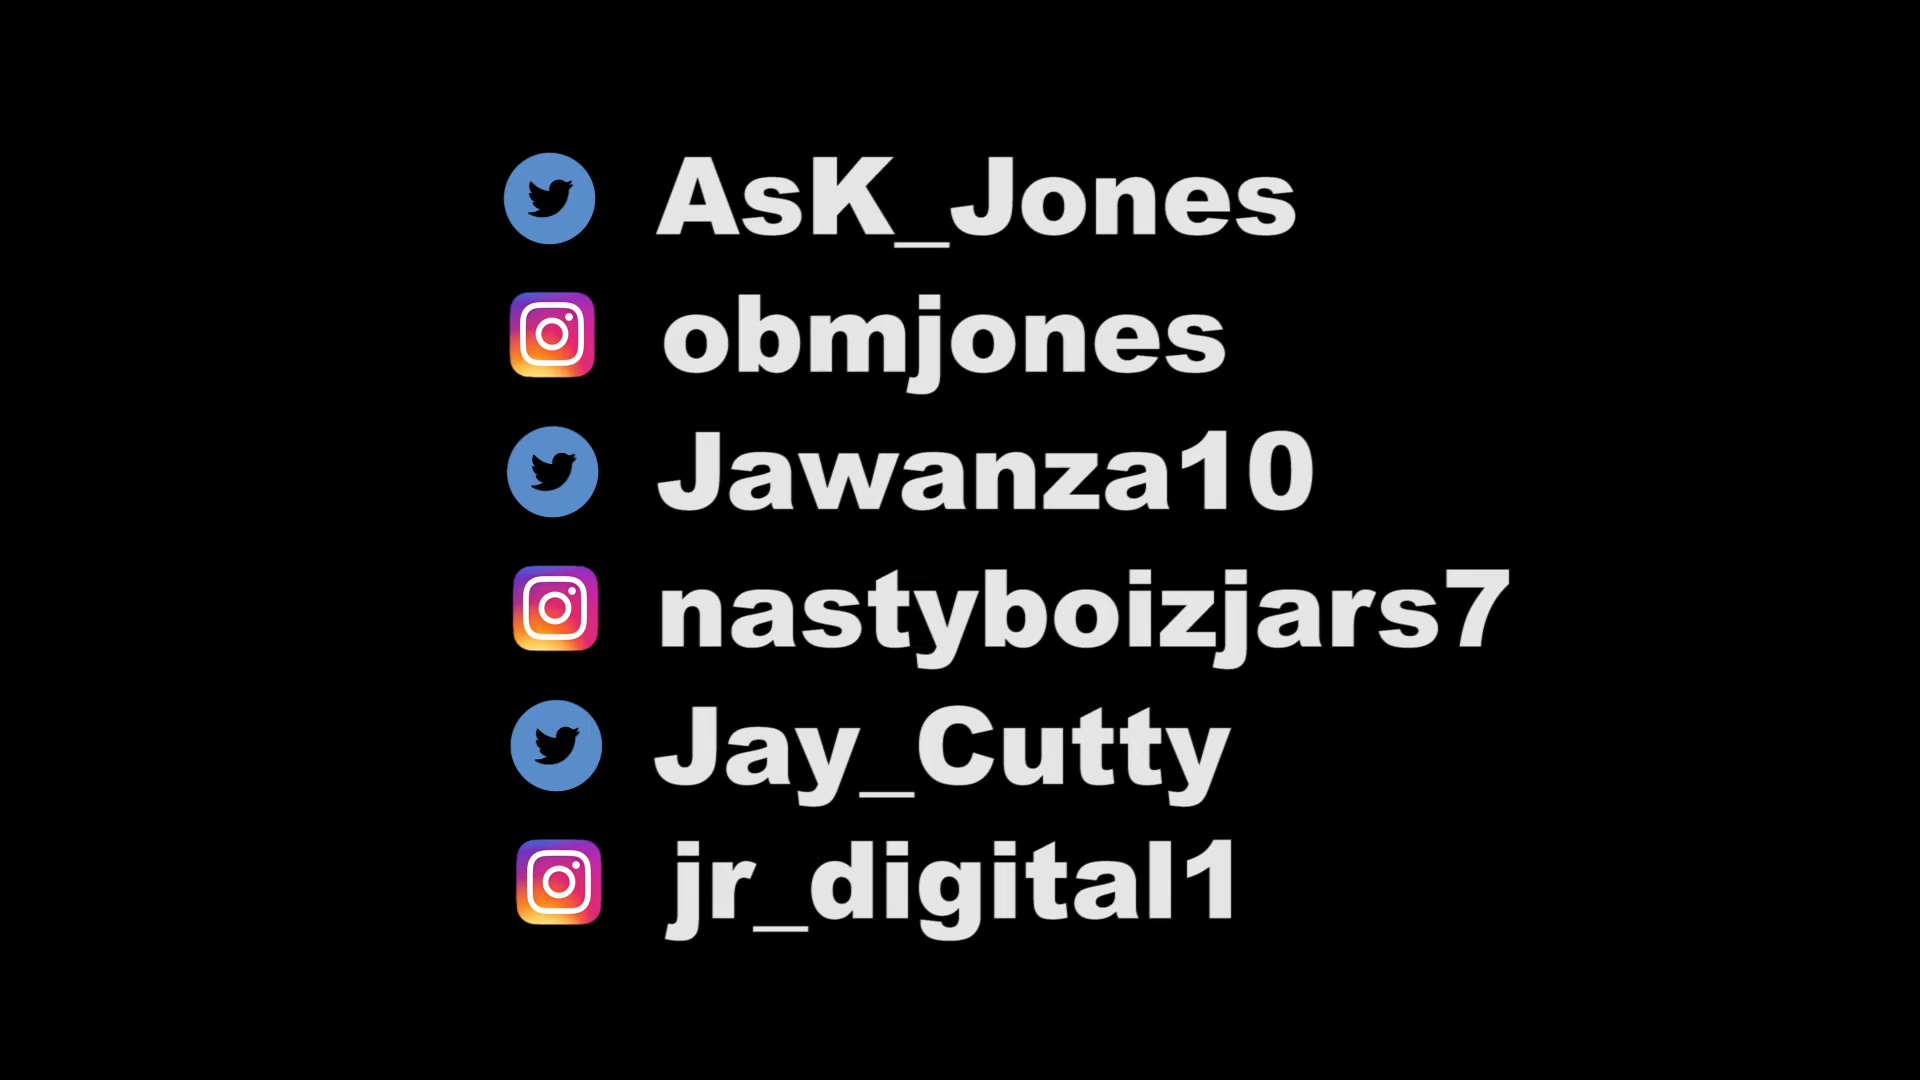 AsK_Jones
obmjones
Jawanza10
nastyboizjars7
Jay_Cutty
jr_digital1